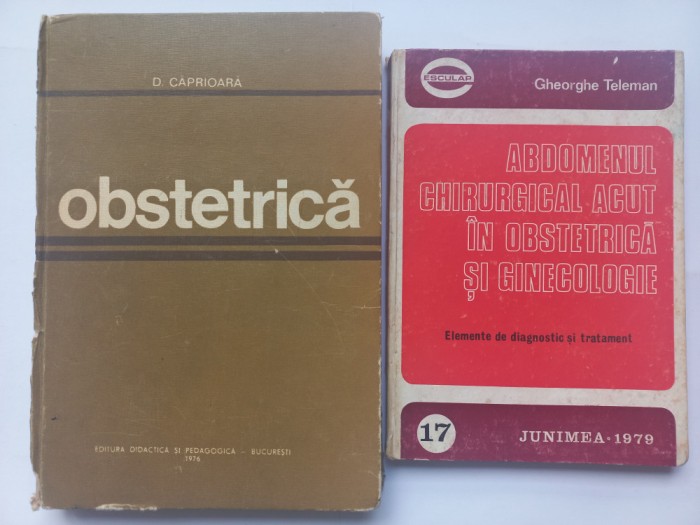 D. CĂPRIOARĂ
obstetrică
EDITURA DIDACTICĂ ȘI PEDAGOGICĂ – BUCUREȘTI
1976
ESCULAP
Gheorghe Teleman
ABDOMENUL
CHIRURGICAL ACUT
ÎN OBSTETRICĂ
ȘI GINECOLOGIE
Elemente de diagnostic și tratament
17
JUNIMEA · 1979